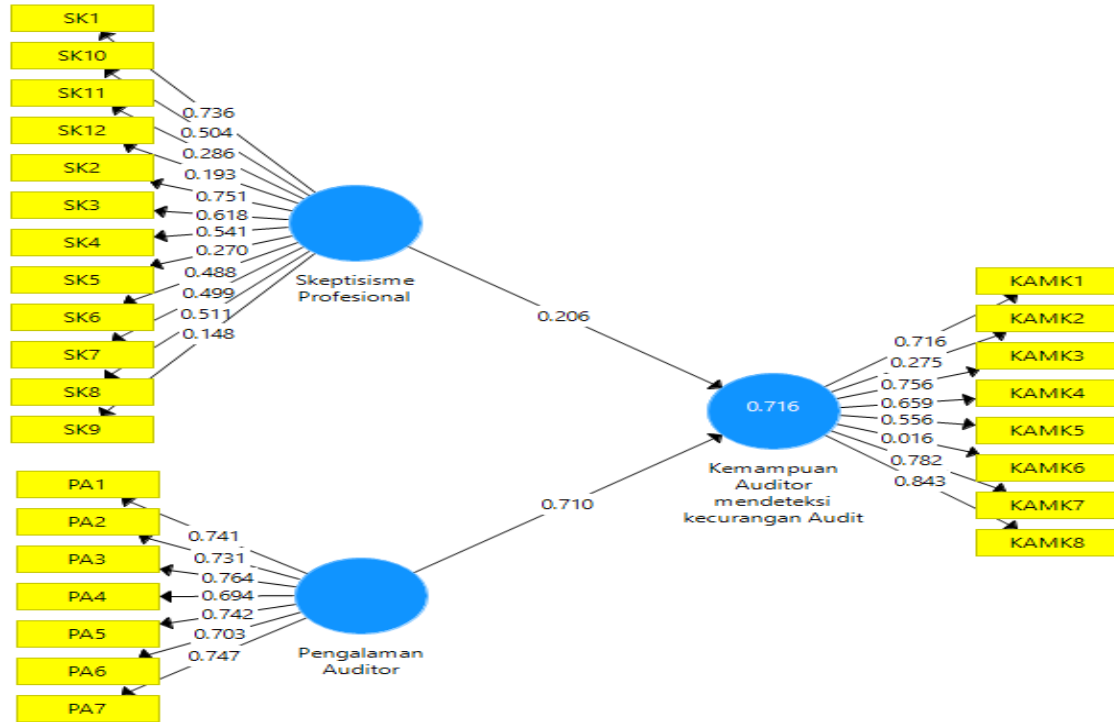 SK1
SK10
SK11
SK12
SK2
SK3
SK4
SK5
SK6
SK7
SK8
SK9
0.736
0.504
0.286
0.193
0.751
0.618
0.541
0.270
0.488
0.499
0.511
0.148
Skeptisisme
Profesional
0.206
PA1
PA2
PA3
PA4
PA5
PA6
PA7
0.741
0.731
0.764
0.694
0.742
0.703
0.747
Pengalaman
Auditor
0.710
0.716
Kemampuan
Auditor
mendeteksi
kecurangan Audit
0.716
0.275
0.756
0.659
0.556
0.016
0.782
0.843
KAMK1
KAMK2
KAMK3
KAMK4
KAMK5
KAMK6
KAMK7
KAMK8